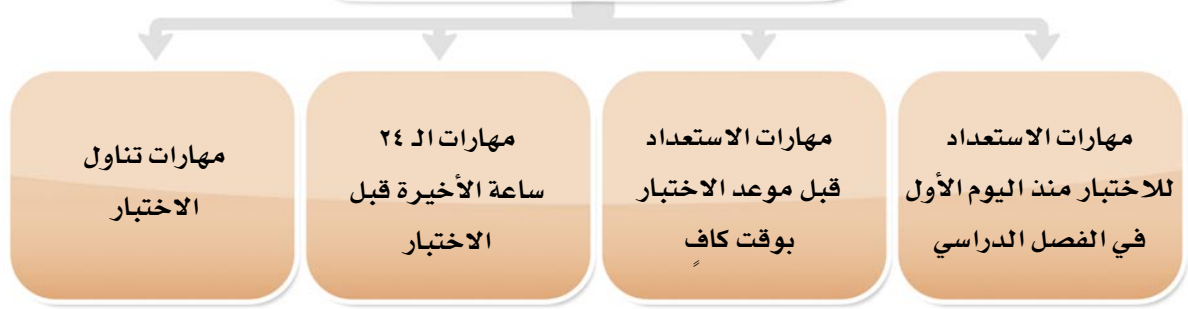 مهارات الاستعداد
للاختبار منذ اليوم الأول
في الفصل الدراسي
مهارات الاستعداد
قبل موعد الاختبار
بوقت كافٍ
مهارات الـ ٢٤
ساعة الأخيرة قبل
الاختبار
مهارات تناول
الاختبار